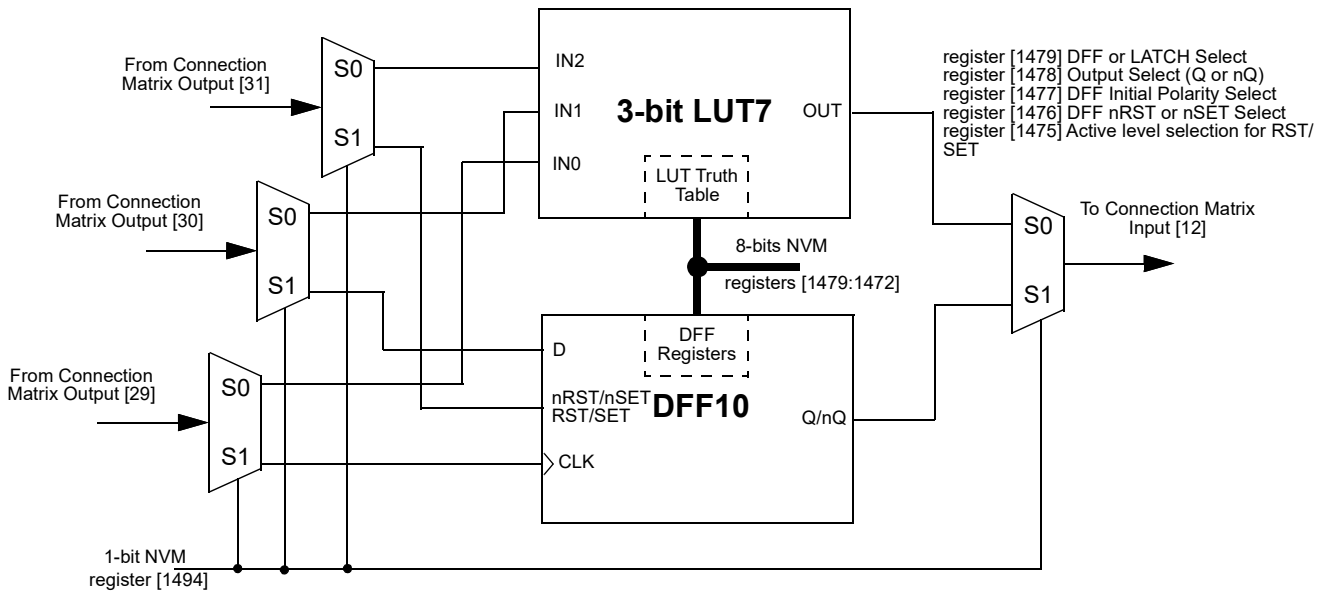 From Connection
Matrix Output [31]
S0
S1
IN2
IN1
IN0
3-bit LUT7
OUT
LUT Truth
Table
register [1479] DFF or LATCH Select
register [1478] Output Select (Q or nQ)
register [1477] DFF Initial Polarity Select
register [1476] DFF nRST or nSET Select
register [1475] Active level selection for RST/
SET
From Connection
Matrix Output [30]
S0
S1
8-bits NVM
registers [1479:1472]
To Connection Matrix
Input [12]
S0
S1
From Connection
Matrix Output [29]
S0
S1
D
nRST/nSET
RST/SET
CLK
DFF
Registers
DFF10
Q/nQ
1-bit NVM
register [1494]